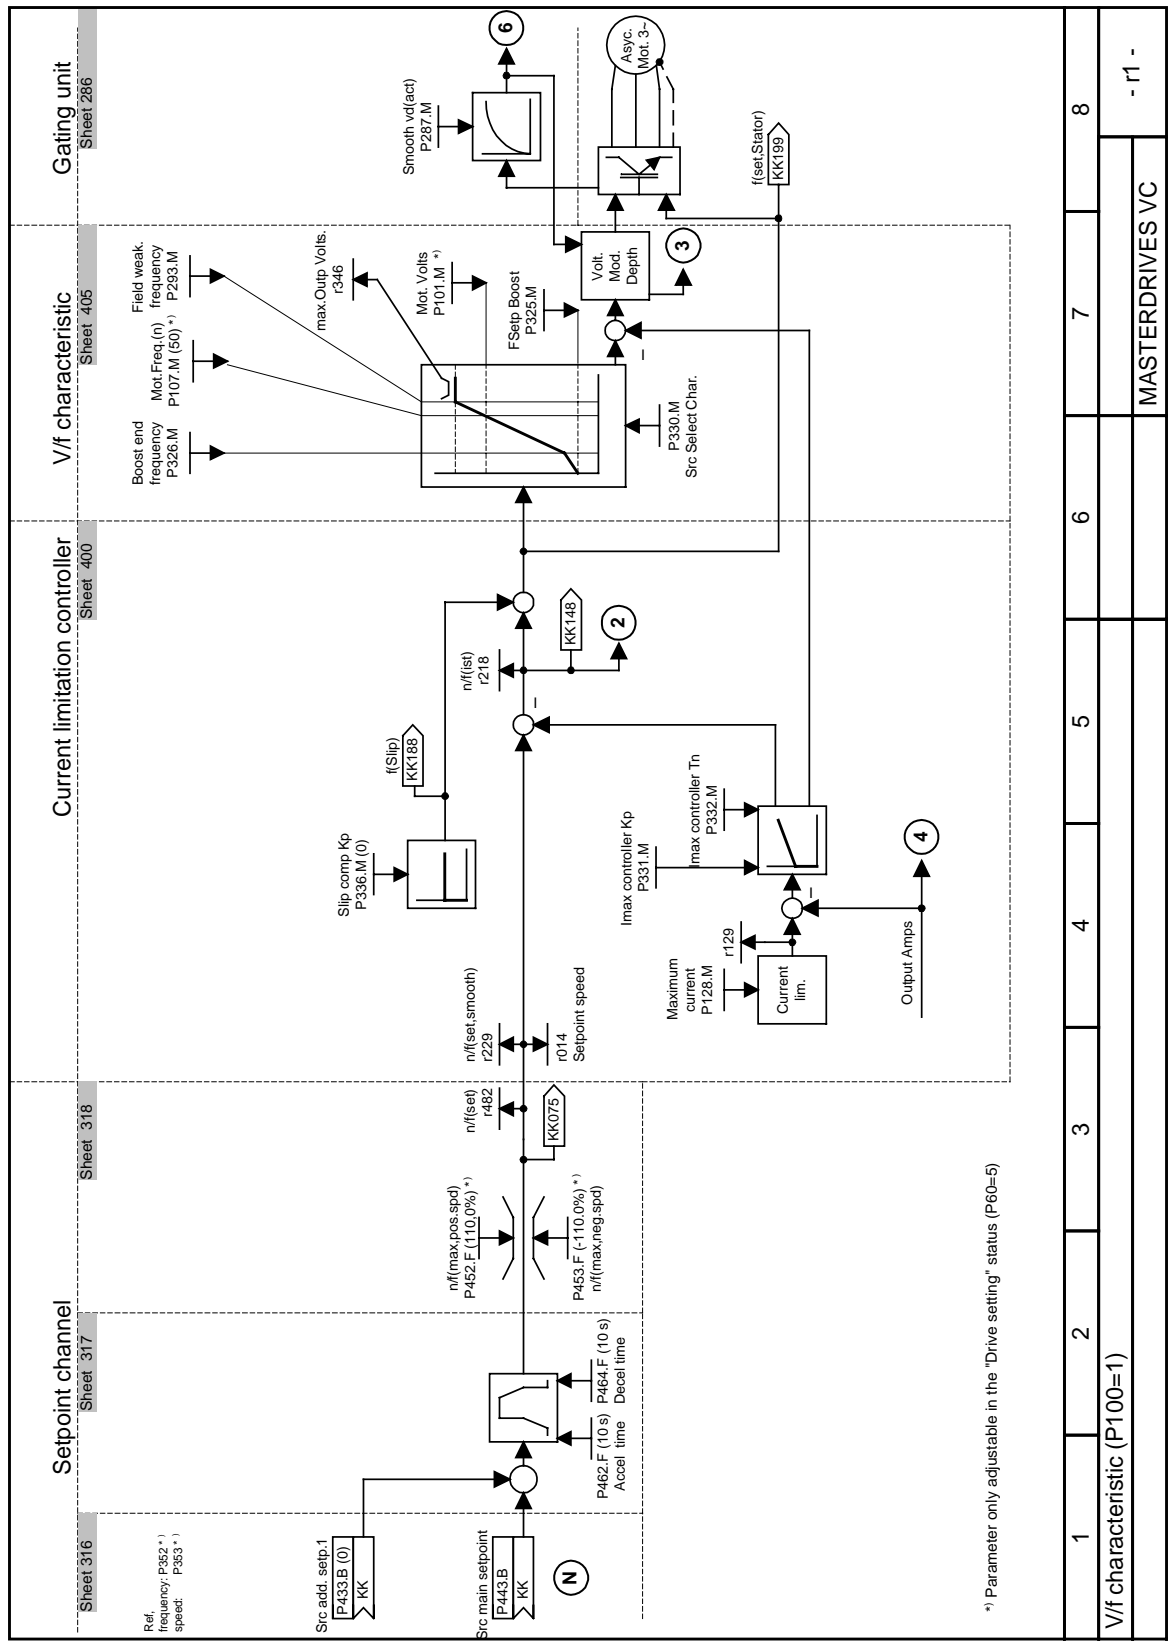 Setpoint channel
Current limitation controller
V/f characteristic
Gating unit
Sheet 316
Sheet 317
Sheet 318
Sheet 400
Sheet 405
Sheet 286
Ref,
frequency: P352 *)
speed: P353 *)
Src add. setp.1
P433.B (0)
KK
Src main setpoint
P443.B
KK
N
P462.F (10 s)
Accel time
P464.F (10 s)
Decel time
n/f(max,pos.spd)
P452.F (110,0%) *)
P453.F (-110.0%) *)
n/f(max,neg.spd)
n/f(set)
r482
KK075
n/f(set,smooth)
r229
r014
Setpoint speed
Slip comp Kp
P336.M (0)
f(Slip)
KK188
Maximum
current
P128.M
r129
Current
lim.
Output Amps
4
Imax controller Kp
P331.M
Imax controller Tn
P332.M
–
–
n/f(ist)
r218
KK148
2
Boost end
frequency
P326.M
Mot.Freq.(n)
P107.M (50) *)
Field weak.
frequency
P293.M
max.Outp Volts.
r346
Mot. Volts
P101.M *)
FSetp Boost
P325.M
P330.M
Src Select Char.
–
Volt.
Mod.
Depth
3
Smooth vd(act)
P287.M
6
Asyc.
Mot. 3~
f(set,Stator)
KK199
*) Parameter only adjustable in the "Drive setting" status (P60=5)
1
2
3
4
5
6
7
8
V/f characteristic (P100=1)
MASTERDRIVES VC
- r1 -